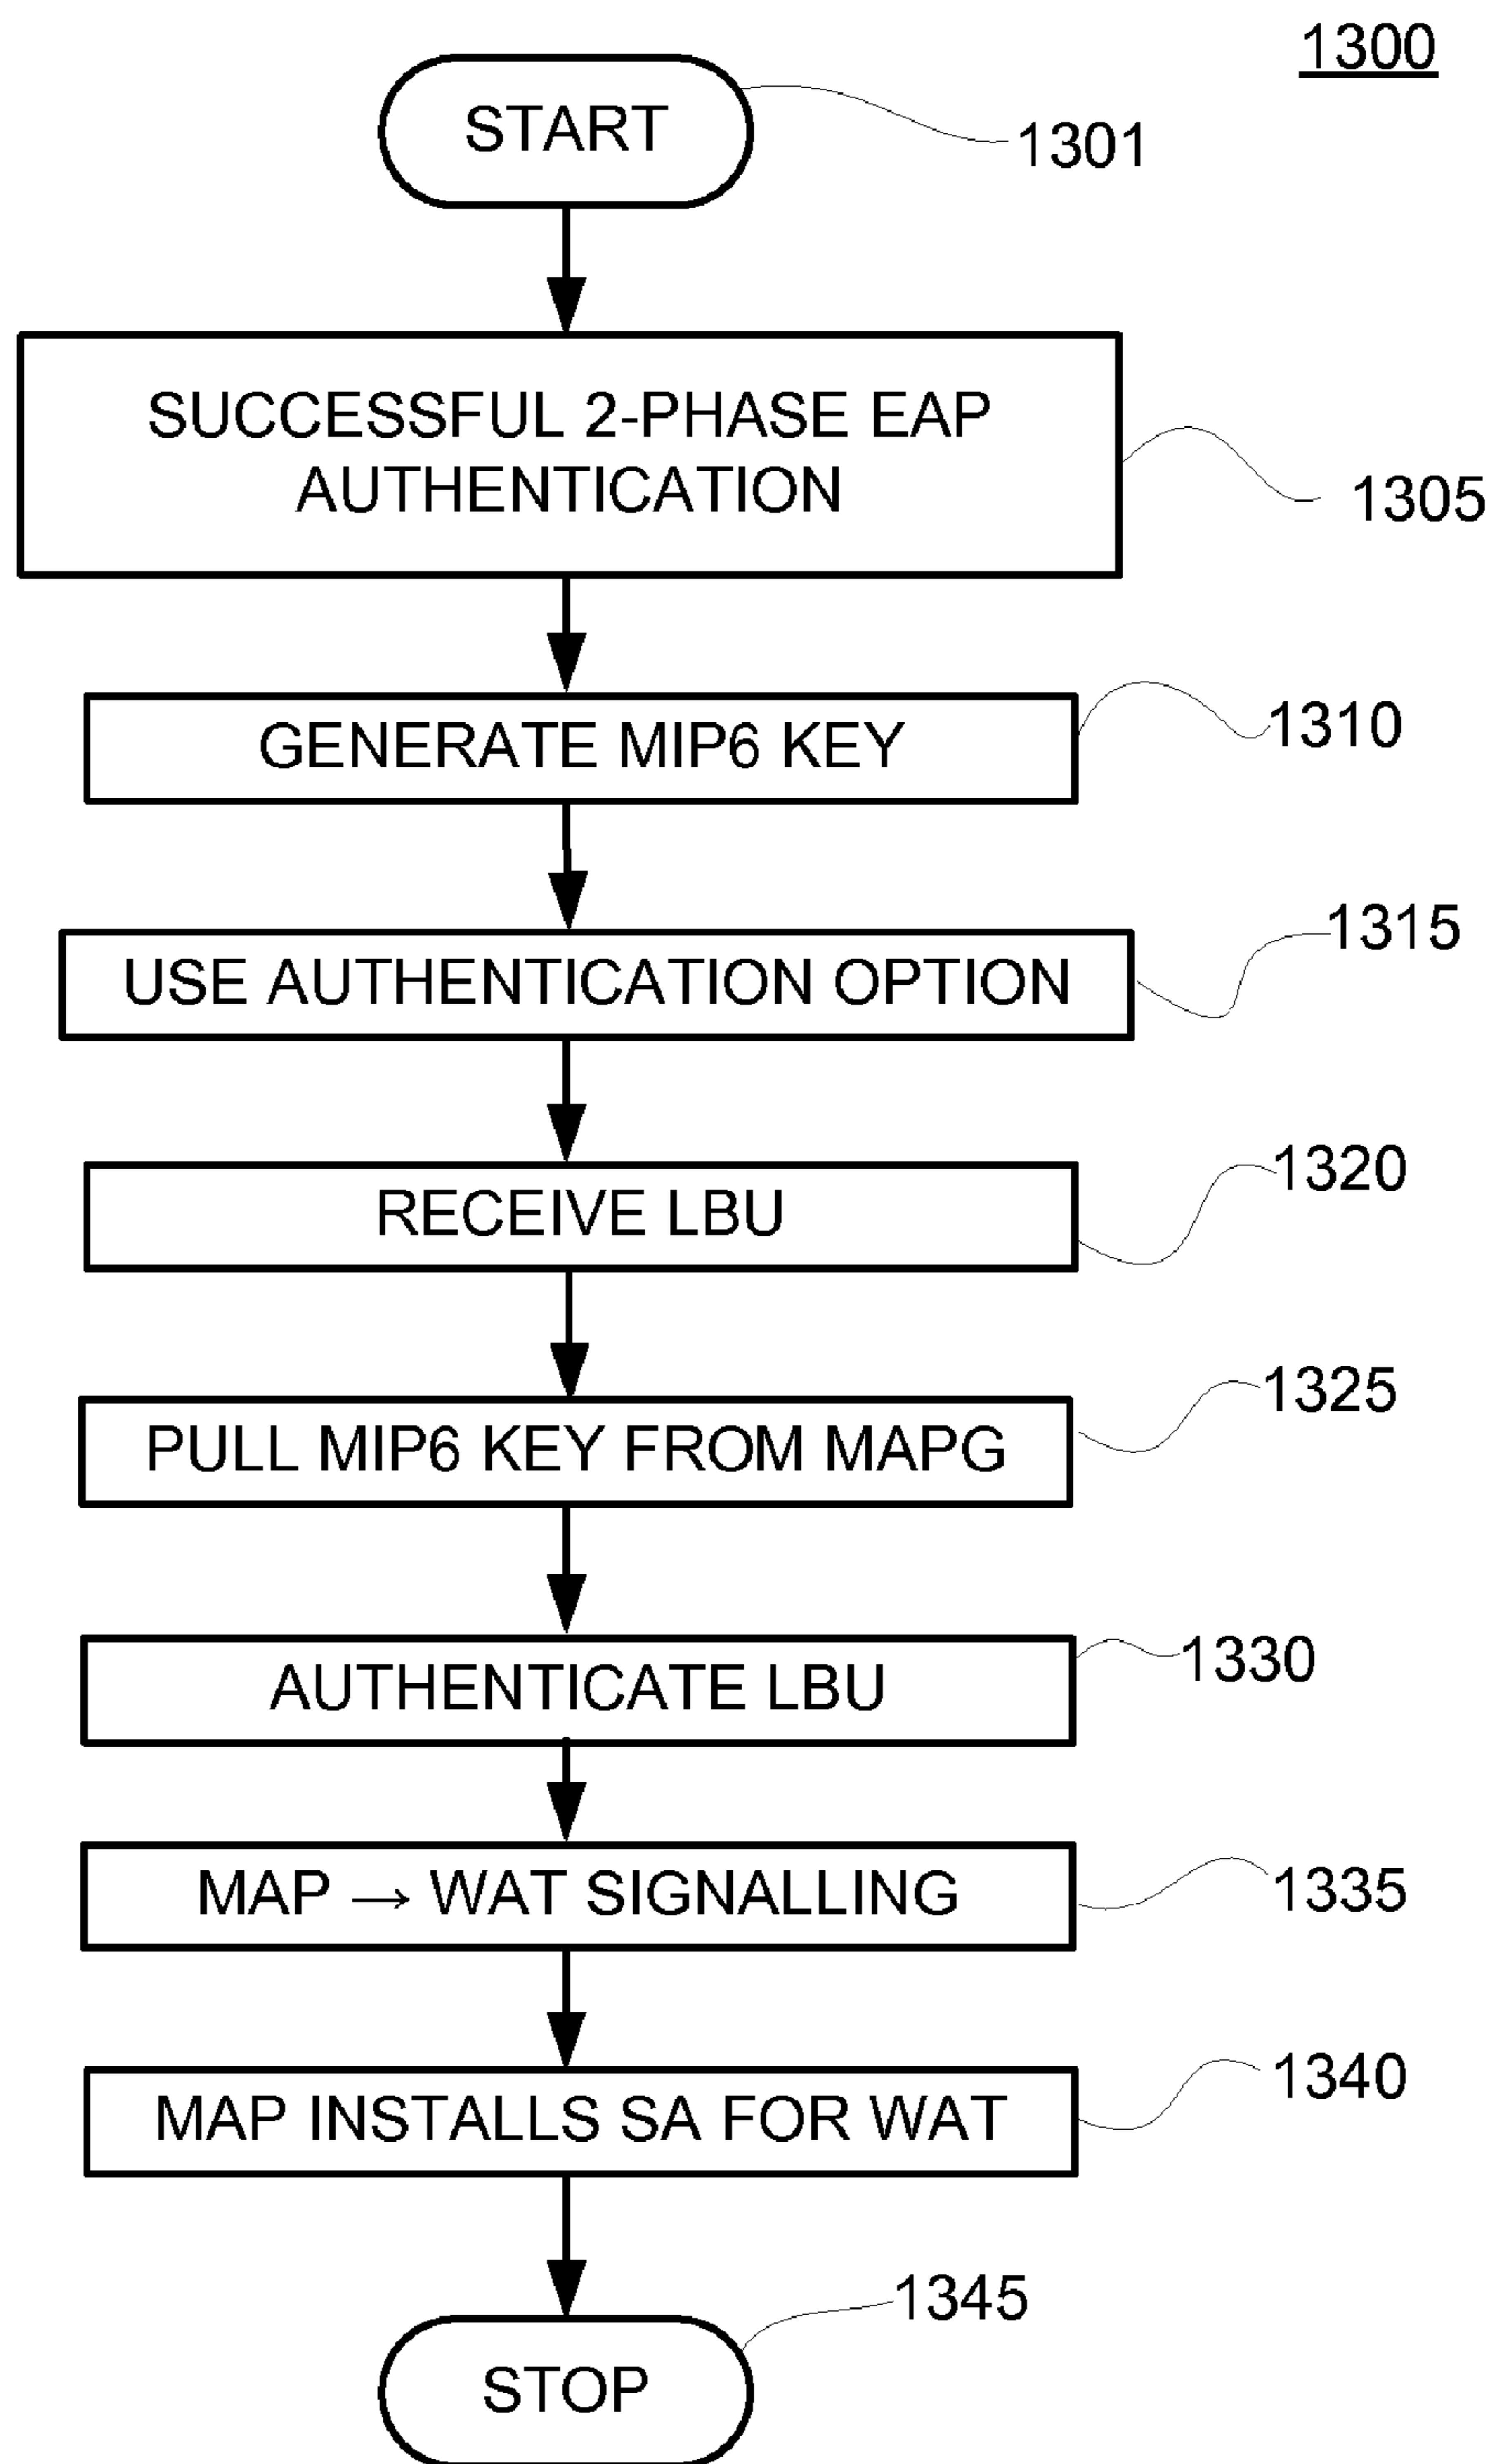 1300
START
1301
SUCCESSFUL 2-PHASE EAP
AUTHENTICATION
1305
GENERATE MIP6 KEY
1310
USE AUTHENTICATION OPTION
1315
RECEIVE LBU
1320
PULL MIP6 KEY FROM MAPG
1325
AUTHENTICATE LBU
1330
MAP → WAT SIGNALLING
1335
MAP INSTALLS SA FOR WAT
1340
STOP
1345